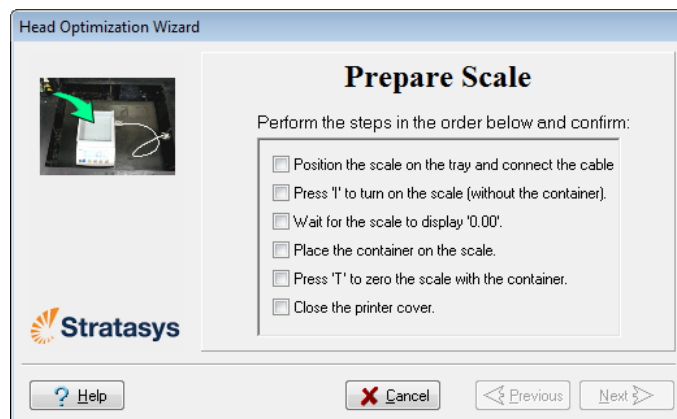 Head Optimization Wizard
Prepare Scale
Perform the steps in the order below and confirm:
Position the scale on the tray and connect the cable
Press 'I' to turn on the scale (without the container).
Wait for the scale to display '0.00'.
Place the container on the scale.
Press 'T' to zero the scale with the container.
Close the printer cover.
Stratasys
? Help
Cancel
Previous
Next